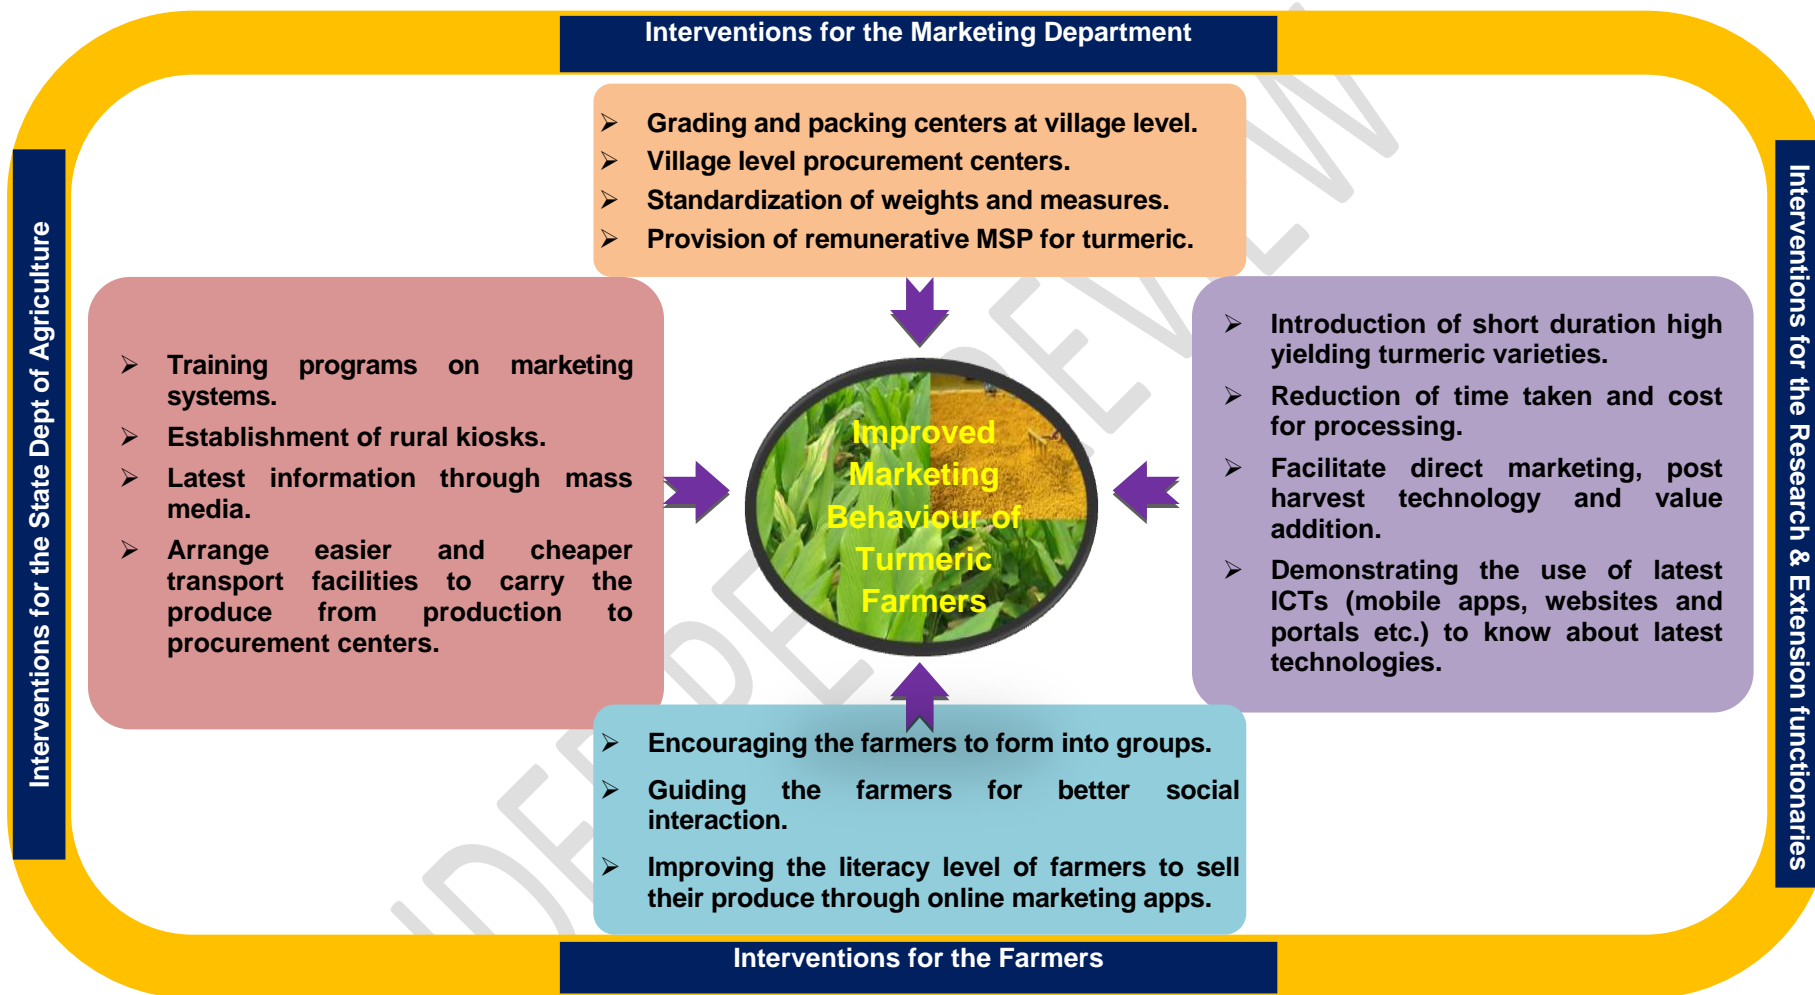 Interventions for the Marketing Department
➢ Grading and packing centers at village level.
➢ Village level procurement centers.
➢ Standardization of weights and measures.
➢ Provision of remunerative MSP for turmeric.
Interventions for the State Dept of Agriculture
➢ Training programs on marketing
systems.
➢ Establishment of rural kiosks.
➢ Latest information through mass
media.
➢ Arrange easier and cheaper
transport facilities to carry the
produce from production to
procurement centers.
Improved
Marketing
Behaviour of
Turmeric
Farmers
➢ Introduction of short duration high
yielding turmeric varieties.
➢ Reduction of time taken and cost
for processing.
➢ Facilitate direct marketing, post
harvest technology and value
addition.
➢ Demonstrating the use of latest
ICTs (mobile apps, websites and
portals etc.) to know about latest
technologies.
Interventions for the Research & Extension functionaries
➢ Encouraging the farmers to form into groups.
➢ Guiding the farmers for better social
interaction.
➢ Improving the literacy level of farmers to sell
their produce through online marketing apps.
Interventions for the Farmers